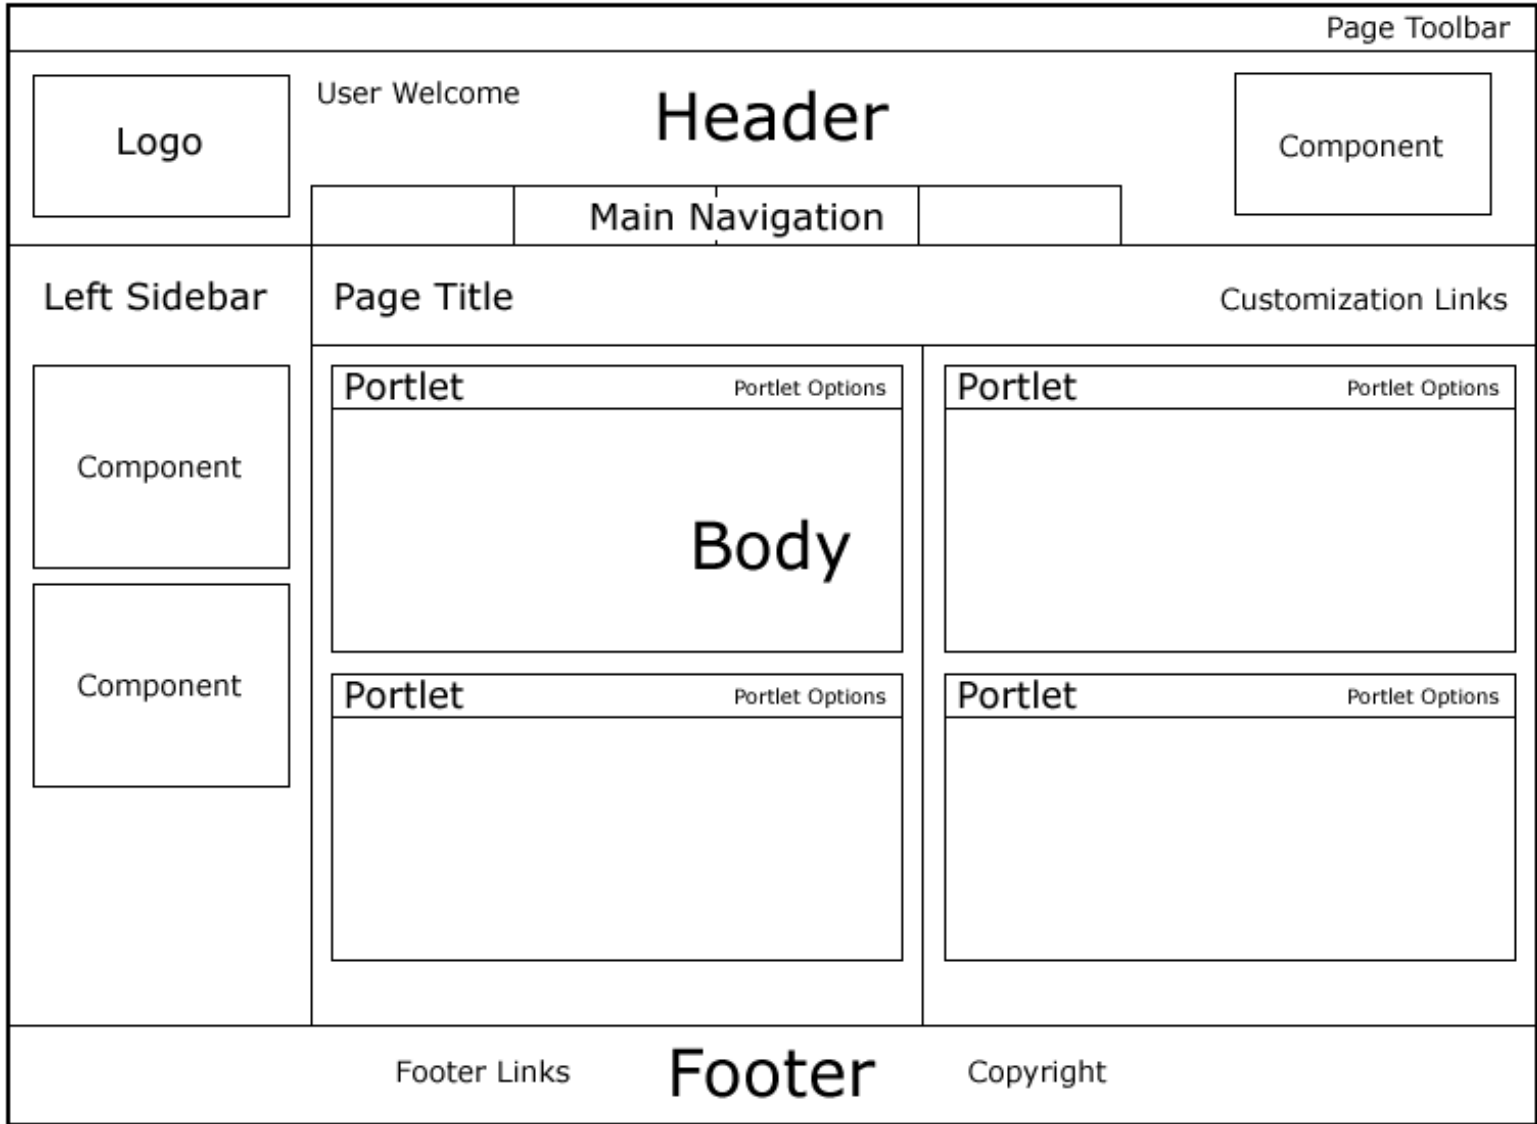 Page Toolbar
User Welcome
Header
Logo
Component
Main Navigation
Left Sidebar
Page Title
Customization Links
Portlet
Portlet Options
Portlet
Portlet Options
Component
Body
Component
Portlet
Portlet Options
Portlet
Portlet Options
Footer Links
Footer
Copyright